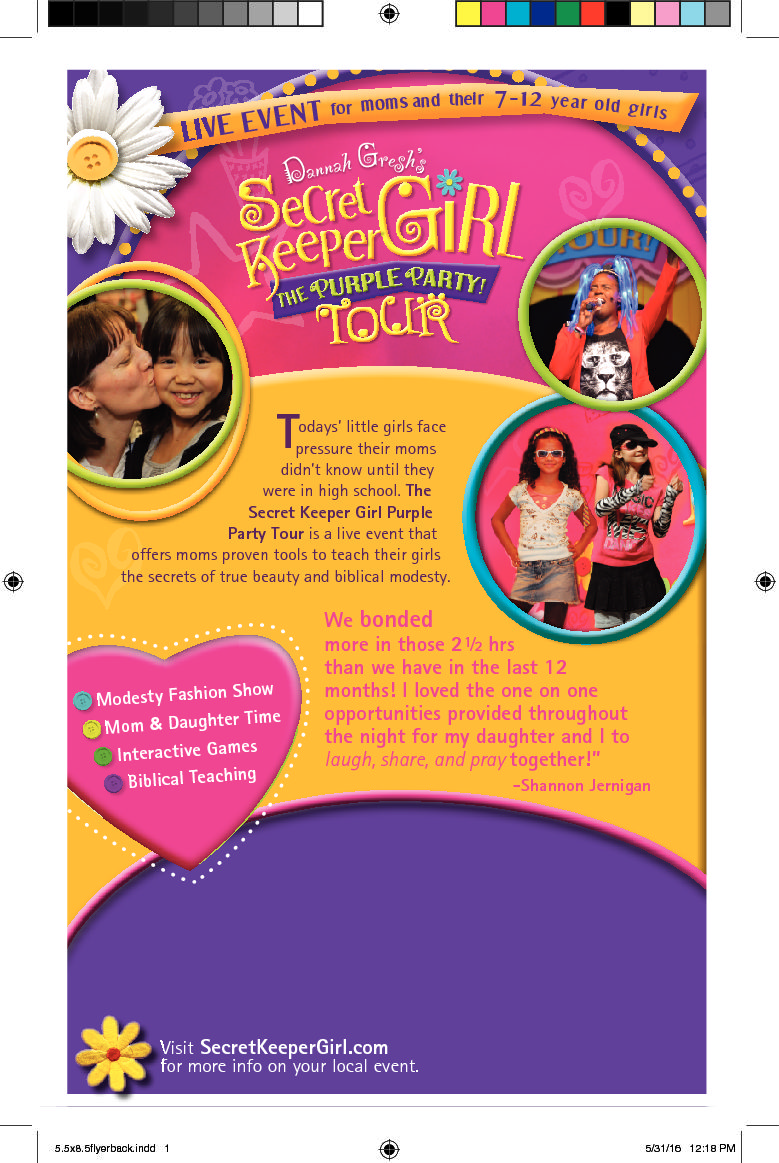 LIVE EVENT for moms and their 7-12 year old girls
Dannah Gresh's
Secret
Keeper GiRL
THE PURPLE PARTY!
TOUR
TOUR!
Todays' little girls face
pressure their moms
didn't know until they
were in high school. The
Secret Keeper Girl Purple
Party Tour is a live event that
offers moms proven tools to teach their girls
the secrets of true beauty and biblical modesty.
We bonded
more in those 2½ hrs
than we have in the last 12
months! I loved the one on one
opportunities provided throughout
the night for my daughter and I to
laugh, share, and pray together!"
–Shannon Jernigan
Modesty Fashion Show
Mom & Daughter Time
Interactive Games
Biblical Teaching
Visit SecretKeeperGirl.com
for more info on your local event.
5.5x8.5flyerback.indd 1
5/31/16 12:18 PM